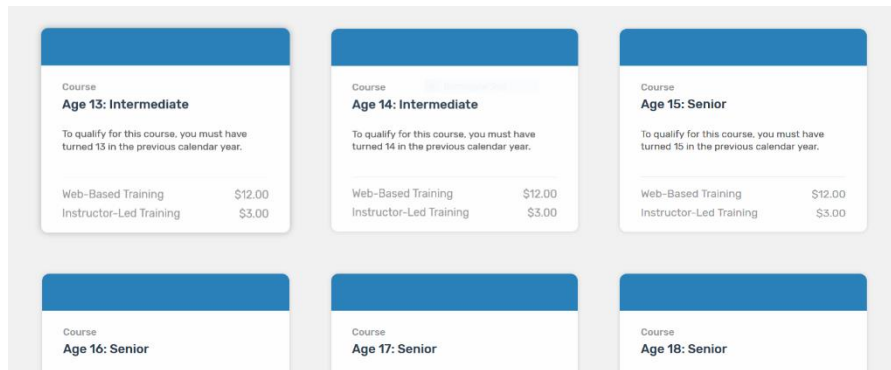 Course
Age 13: Intermediate
To qualify for this course, you must have
turned 13 in the previous calendar year.
Web-Based Training $12.00
Instructor-Led Training $3.00
Course
Age 14: Intermediate
To qualify for this course, you must have
turned 14 in the previous calendar year.
Web-Based Training $12.00
Instructor-Led Training $3.00
Course
Age 15: Senior
To qualify for this course, you must have
turned 15 in the previous calendar year.
Web-Based Training $12.00
Instructor-Led Training $3.00
Course
Age 16: Senior
Course
Age 17: Senior
Course
Age 18: Senior